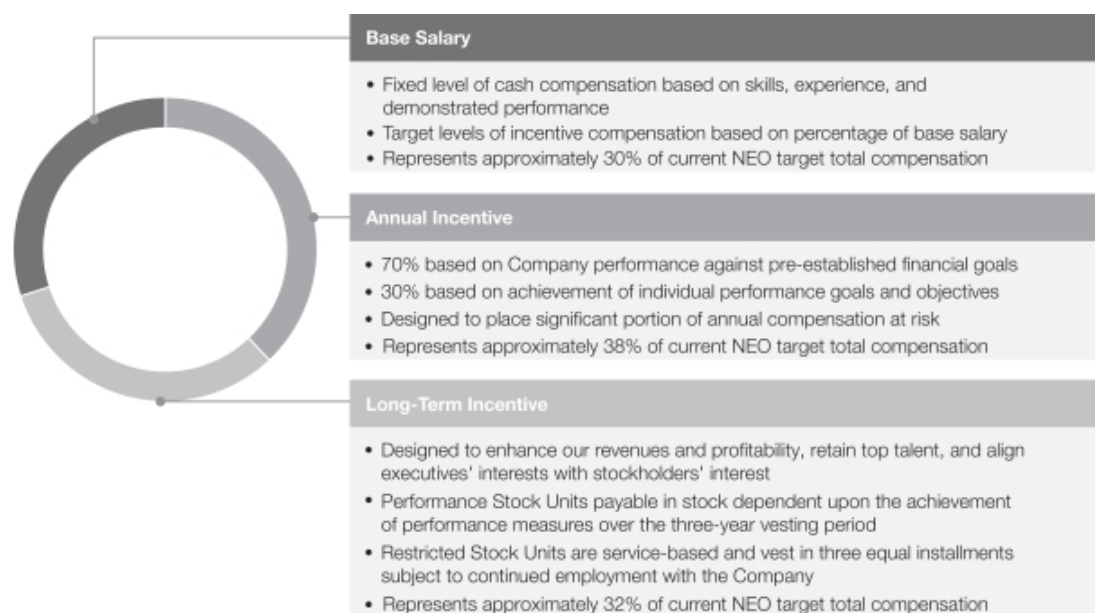 Base Salary
• Fixed level of cash compensation based on skills, experience, and
demonstrated performance
• Target levels of incentive compensation based on percentage of base salary
• Represents approximately 30% of current NEO target total compensation
Annual Incentive
• 70% based on Company performance against pre-established financial goals
• 30% based on achievement of individual performance goals and objectives
• Designed to place significant portion of annual compensation at risk
• Represents approximately 38% of current NEO target total compensation
Long-Term Incentive
• Designed to enhance our revenues and profitability, retain top talent, and align
executives' interests with stockholders' interest
• Performance Stock Units payable in stock dependent upon the achievement
of performance measures over the three-year vesting period
• Restricted Stock Units are service-based and vest in three equal installments
subject to continued employment with the Company
• Represents approximately 32% of current NEO target total compensation